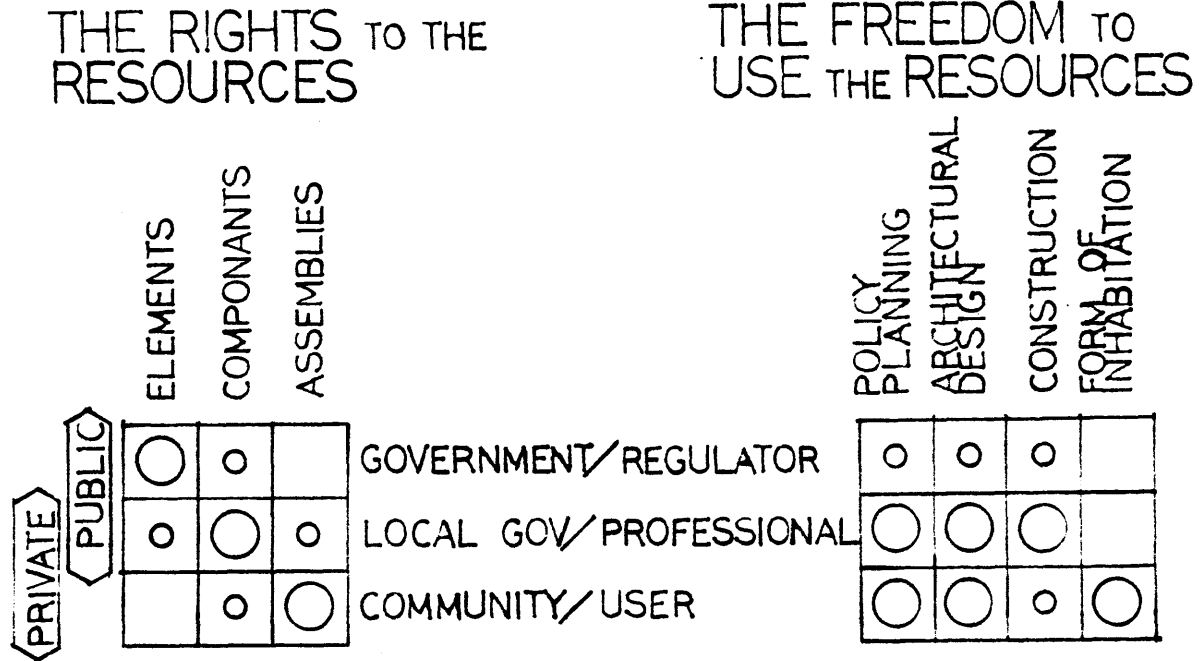 THE RIGHTS TO THE
RESOURCES
THE FREEDOM TO
USE THE RESOURCES
ELEMENTS
COMPONANTS
ASSEMBLIES
POLICY
PLANNING
ARCHITECTURAL
DESIGN
CONSTRUCTION
FORM OF
INHABITATION
PUBLIC
PRIVATE
GOVERNMENT/REGULATOR
LOCAL GOV/PROFESSIONAL
COMMUNITY/USER